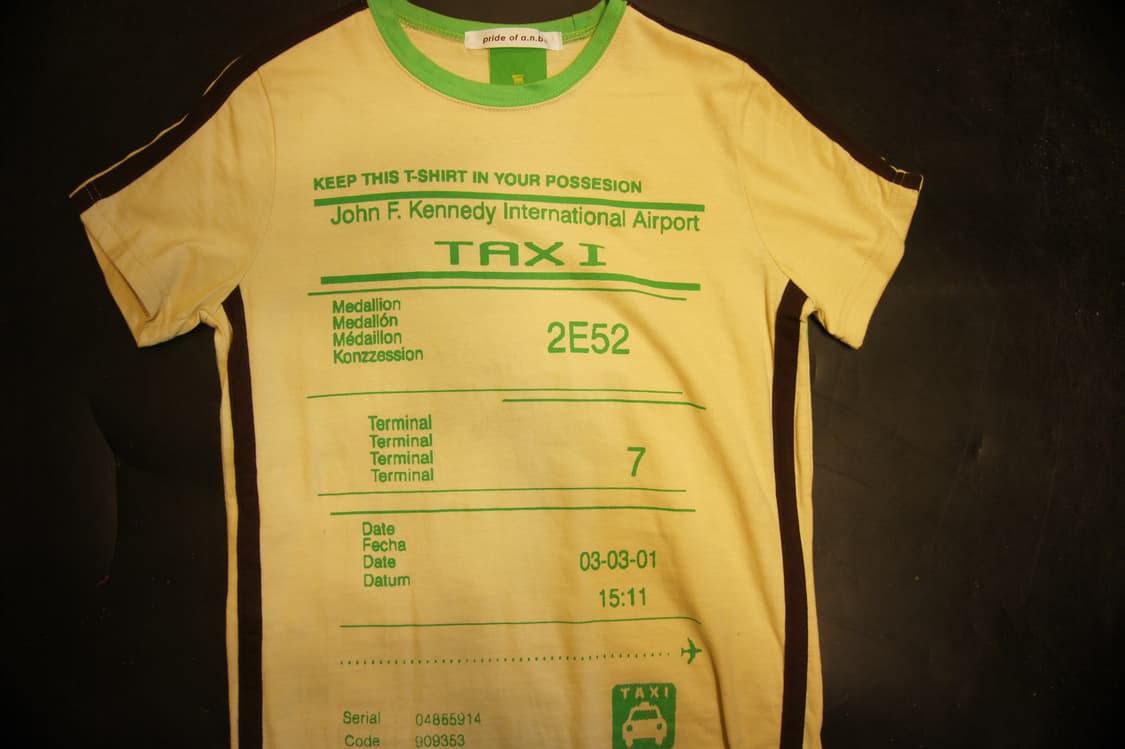 pride of a.n.b
KEEP THIS T-SHIRT IN YOUR POSSESION
John F. Kennedy International Airport
TAXI
Medallion
Medallón
Médaillon
Konzzession
2E52
Terminal
Terminal
Terminal
Terminal
7
Date
Fecha
Date
Datum
03-03-01
15:11
TAXI
Serial 04865914
Code 909353